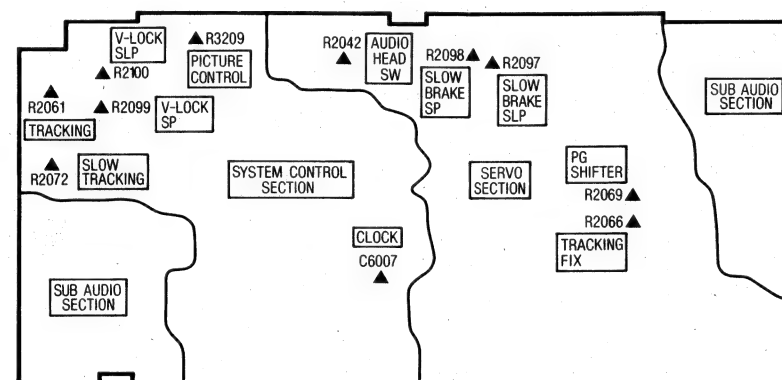 V-LOCK
SLP
R3209
PICTURE
CONTROL
R2100
R2061
TRACKING
R2099
V-LOCK
SP
R2072
SLOW
TRACKING
SYSTEM CONTROL
SECTION
R2042
AUDIO
HEAD
SW
R2098
SLOW
BRAKE
SP
R2097
SLOW
BRAKE
SLP
SERVO
SECTION
PG
SHIFTER
R2069
R2066
TRACKING
FIX
SUB AUDIO
SECTION
CLOCK
C6007
SUB AUDIO
SECTION